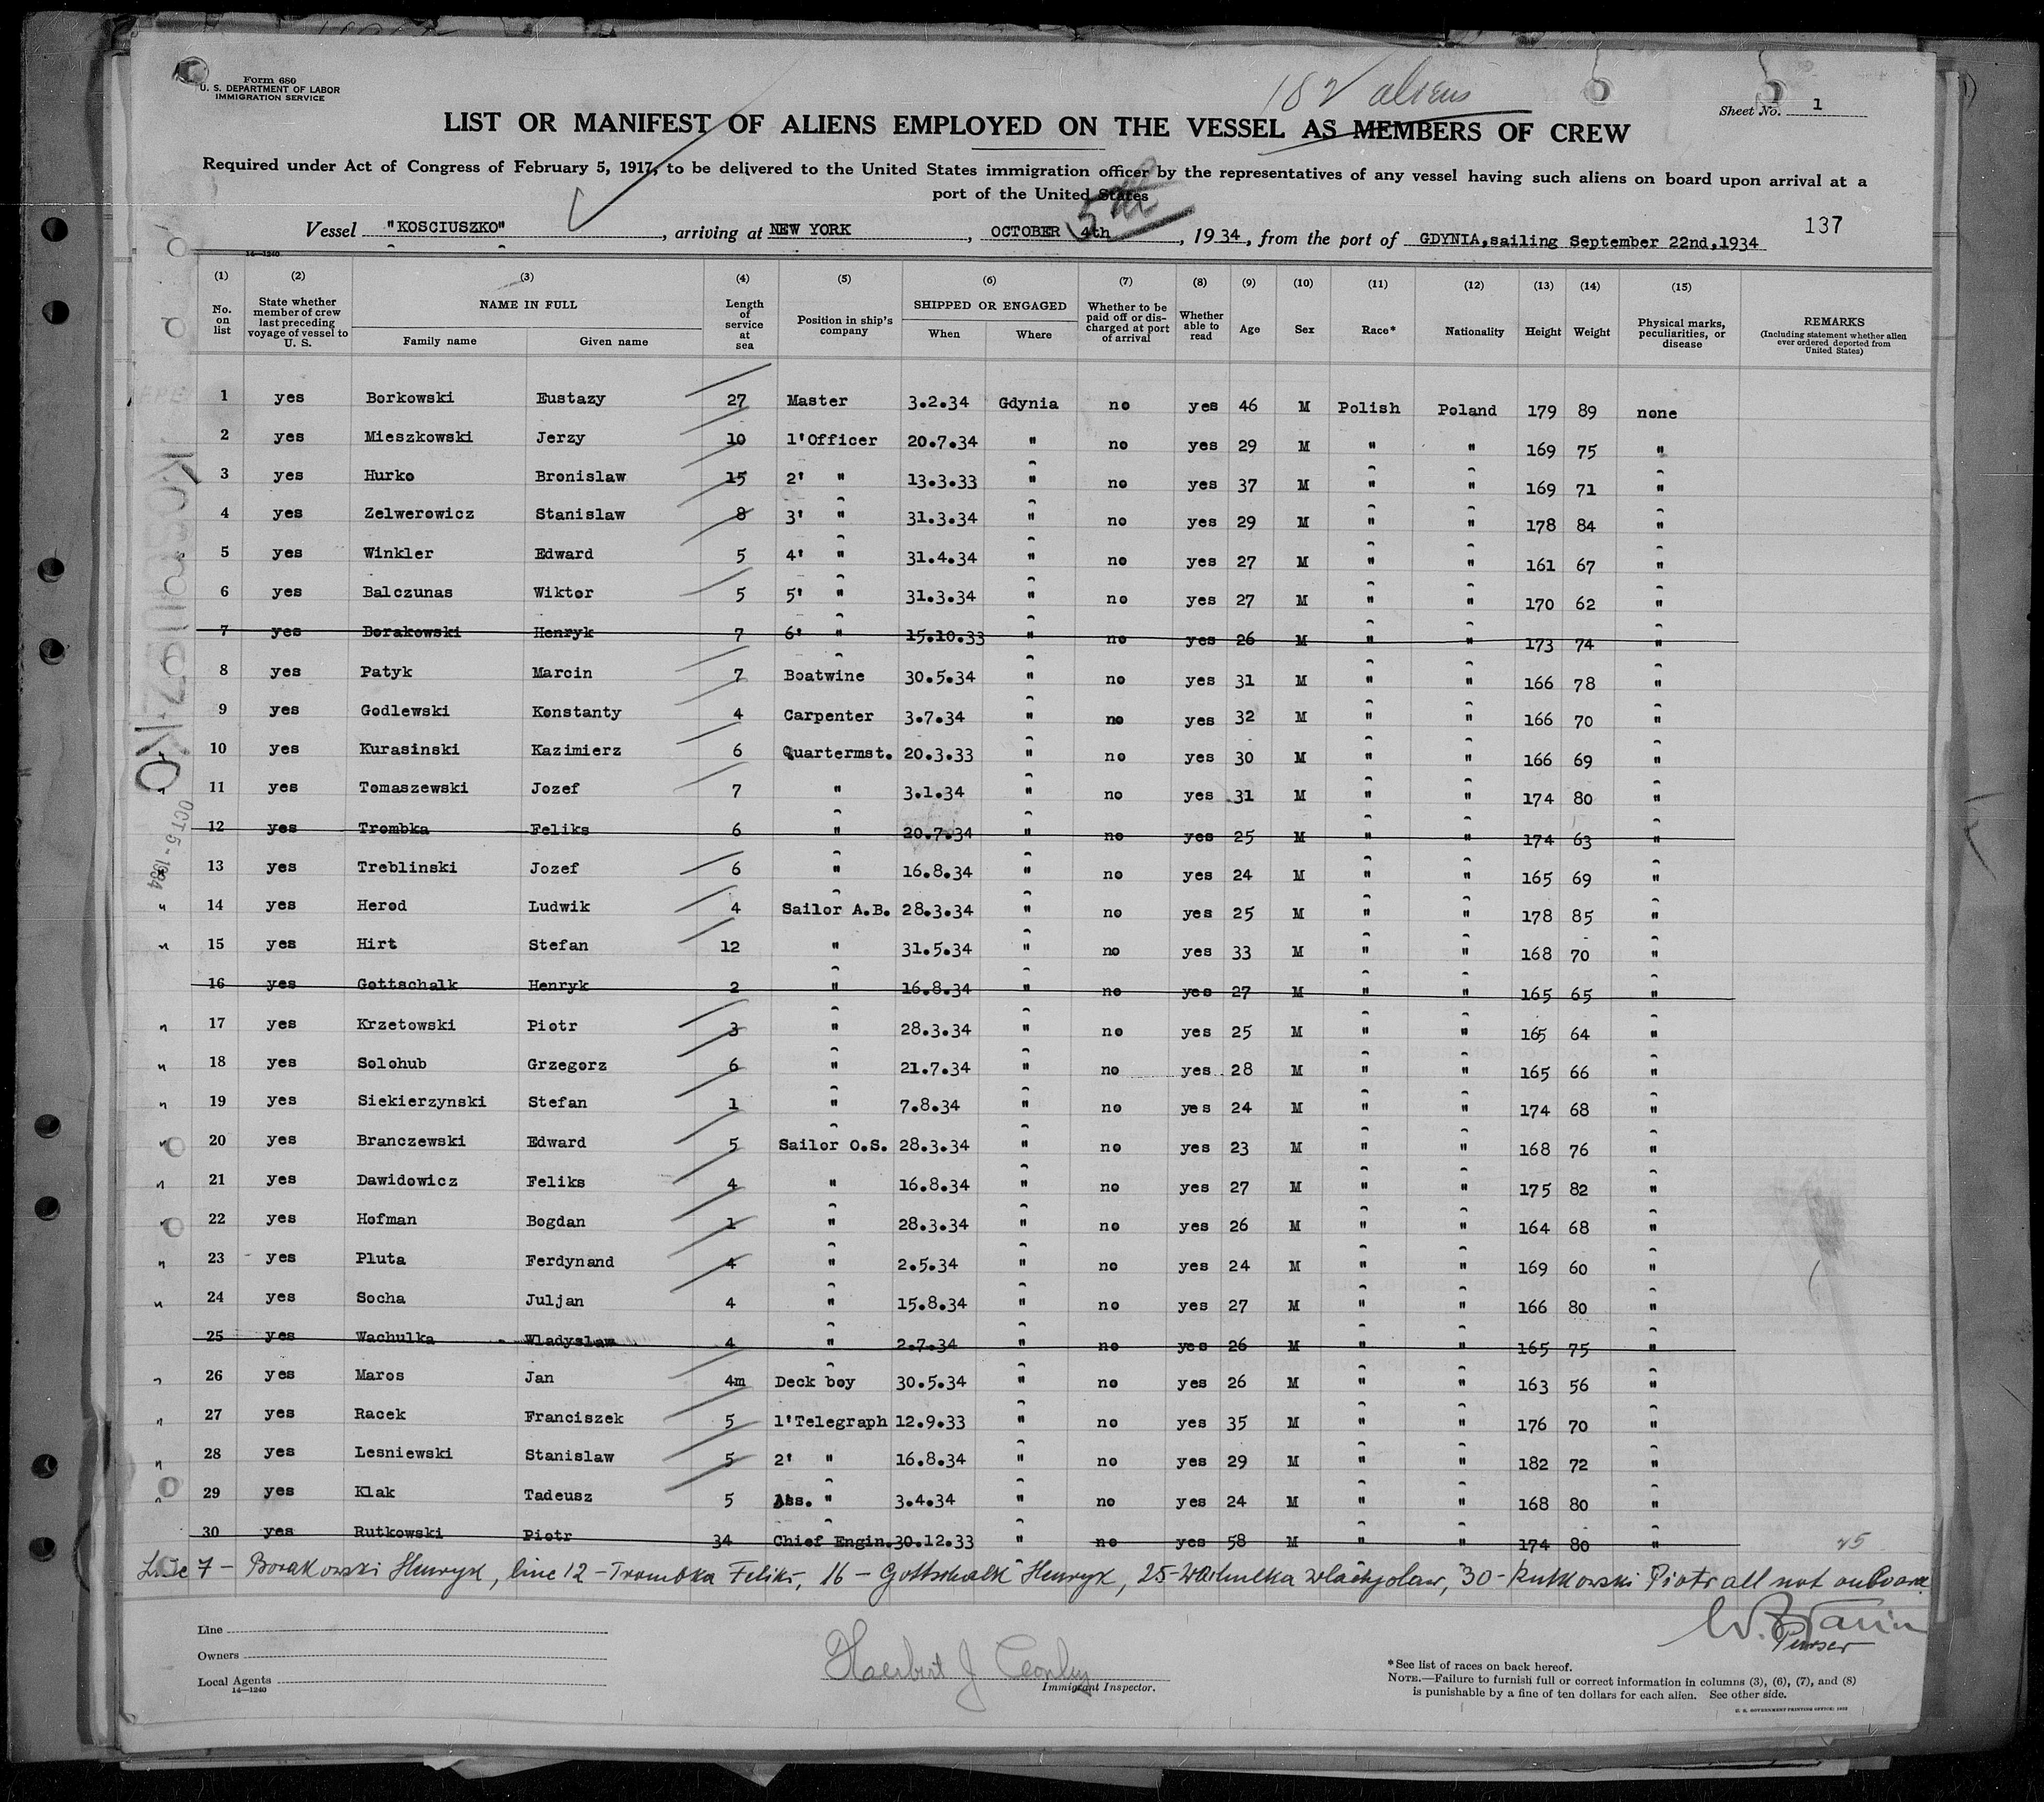 Form 680
U. S. DEPARTMENT OF LABOR
IMMIGRATION SERVICE
182 aliens
Sheet No. 1
LIST OR MANIFEST OF ALIENS EMPLOYED ON THE VESSEL AS MEMBERS OF CREW
Required under Act of Congress of February 5, 1917, to be delivered to the United States immigration officer by the representatives of any vessel having such aliens on board upon arrival at a
port of the United States
5th
137
Vessel "KOSCIUSZKO", arriving at NEW YORK, OCTOBER 4th, 1934, from the port of GDYNIA,sailing September 22nd,1934
14—1240
(1) (2) (3) (4) (5) (6) (7) (8) (9) (10) (11) (12) (13) (14) (15)
No. on list | State whether member of crew last preceding voyage of vessel to U. S. | NAME IN FULL | Family name | Given name | Length of service at sea | Position in ship's company | SHIPPED OR ENGAGED | When | Where | Whether to be paid off or discharged at port of arrival | Whether able to read | Age | Sex | Race* | Nationality | Height | Weight | Physical marks, peculiarities, or disease | REMARKS (Including statement whether alien ever ordered deported from United States)
1 yes Borkowski Eustazy 27 Master 3.2.34 Gdynia no yes 46 M Polish Poland 179 89 none
2 yes Mieszkowski Jerzy 10 1'Officer 20.7.34 " no yes 29 M " " 169 75 "
3 yes Hurko Bronislaw 15 2' " 13.3.33 " no yes 37 M " " 169 71 "
4 yes Zelwerowicz Stanislaw 8 3' " 31.3.34 " no yes 29 M " " 178 84 "
5 yes Winkler Edward 5 4' " 31.4.34 " no yes 27 M " " 161 67 "
6 yes Balczunas Wiktor 5 5' " 31.3.34 " no yes 27 M " " 170 62 "
7 yes Borakowski Henryk 7 6' " 15.10.33 " no yes 26 M " " 173 74 "
8 yes Patyk Marcin 7 Boatwine 30.5.34 " no yes 31 M " " 166 78 "
9 yes Godlewski Konstanty 4 Carpenter 3.7.34 " no yes 32 M " " 166 70 "
10 yes Kurasinski Kazimierz 6 Quartermst. 20.3.33 " no yes 30 M " " 166 69 "
11 yes Tomaszewski Jozef 7 " 3.1.34 " no yes 31 M " " 174 80 "
12 yes Trombka Feliks 6 " 20.7.34 " no yes 25 M " " 174 63 "
13 yes Treblinski Jozef 6 " 16.8.34 " no yes 24 M " " 165 69 "
14 yes Herod Ludwik 4 Sailor A.B. 28.3.34 " no yes 25 M " " 178 85 "
15 yes Hirt Stefan 12 " 31.5.34 " no yes 33 M " " 168 70 "
16 yes Gottschalk Henryk 2 " 16.8.34 " no yes 27 M " " 165 65 "
17 yes Krzetowski Piotr 3 " 28.3.34 " no yes 25 M " " 165 64 "
18 yes Solohub Grzegorz 6 " 21.7.34 " no yes 28 M " " 165 66 "
19 yes Siekierzynski Stefan 1 " 7.8.34 " no yes 24 M " " 174 68 "
20 yes Branczewski Edward 5 Sailor O.S. 28.3.34 " no yes 23 M " " 168 76 "
21 yes Dawidowicz Feliks 4 " 16.8.34 " no yes 27 M " " 175 82 "
22 yes Hofman Bogdan 1 " 28.3.34 " no yes 26 M " " 164 68 "
23 yes Pluta Ferdynand 4 " 2.5.34 " no yes 24 M " " 169 60 "
24 yes Socha Juljan 4 " 15.8.34 " no yes 27 M " " 166 80 "
25 yes Wachulka Wladyslaw 4 " 2.7.34 " no yes 26 M " " 165 75 "
26 yes Maros Jan 4m Deck boy 30.5.34 " no yes 26 M " " 163 56 "
27 yes Racek Franciszek 5 1'Telegraph 12.9.33 " no yes 35 M " " 176 70 "
28 yes Lesniewski Stanislaw 5 2' " 16.8.34 " no yes 29 M " " 182 72 "
29 yes Klak Tadeusz 5 Ass. " 3.4.34 " no yes 24 M " " 168 80 "
30 yes Rutkowski Piotr 34 Chief Engin. 30.12.33 " no yes 58 M " " 174 80 "
25
Line 7 - Borakowski Henryk, line 12 - Trombka Feliks, 16 - Gottschalk Henryk, 25 - Wachulka Wladyslaw, 30 - Rutkowski Piotr all not on board
Purser
Kosciuszko
OCT 5 - 1934
Line
Owners
Local Agents
14—1240
Herbert J
Immigrant Inspector.
*See list of races on back hereof.
NOTE.—Failure to furnish full or correct information in columns (3), (6), (7), and (8)
is punishable by a fine of ten dollars for each alien. See other side.
U. S. GOVERNMENT PRINTING OFFICE: 1932